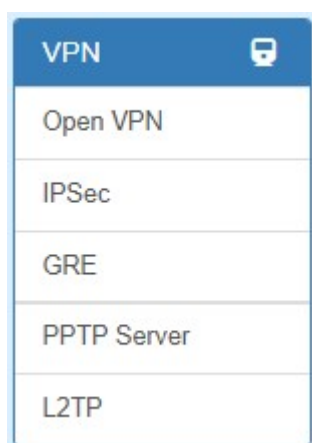 VPN
Open VPN
IPSec
GRE
PPTP Server
L2TP